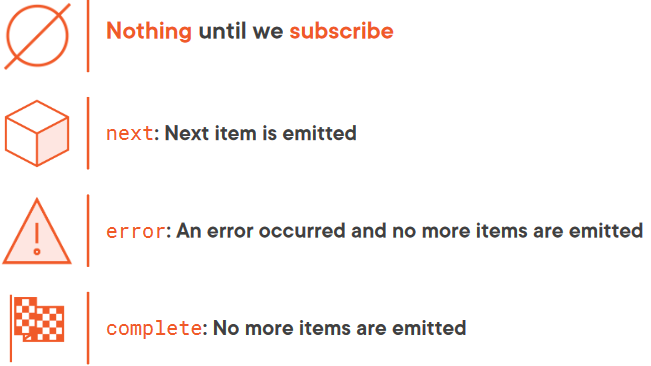 Nothing until we subscribe
next: Next item is emitted
error: An error occurred and no more items are emitted
complete: No more items are emitted